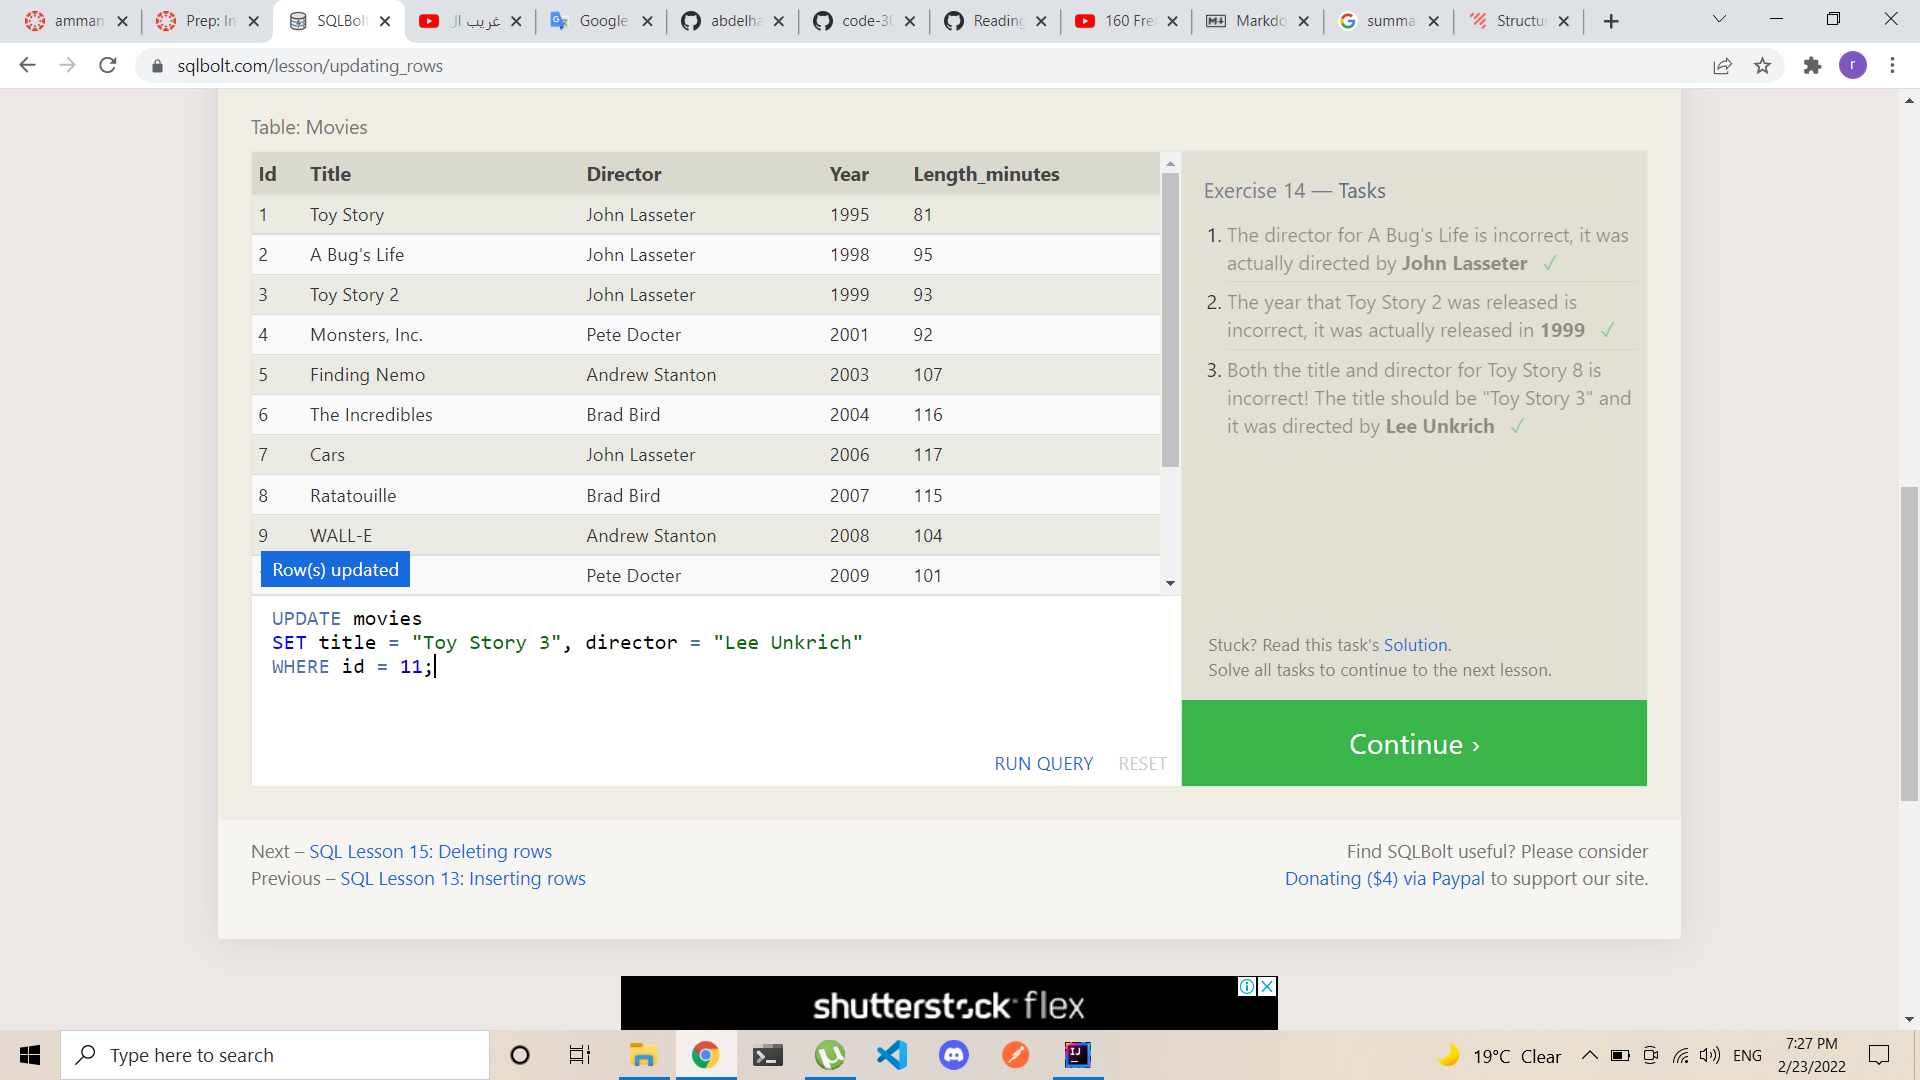 amman
Prep: In
SQLBolt
غريب ال
Google
abdelha
code-30
Reading
160 Fre
Markdo
summa
Structu
sqlbolt.com/lesson/updating_rows
r
Table: Movies
Id Title Director Year Length_minutes
1 Toy Story John Lasseter 1995 81
2 A Bug's Life John Lasseter 1998 95
3 Toy Story 2 John Lasseter 1999 93
4 Monsters, Inc. Pete Docter 2001 92
5 Finding Nemo Andrew Stanton 2003 107
6 The Incredibles Brad Bird 2004 116
7 Cars John Lasseter 2006 117
8 Ratatouille Brad Bird 2007 115
9 WALL-E Andrew Stanton 2008 104
Pete Docter 2009 101
Row(s) updated
UPDATE movies
SET title = "Toy Story 3", director = "Lee Unkrich"
WHERE id = 11;
RUN QUERY RESET
Exercise 14 — Tasks
1. The director for A Bug's Life is incorrect, it was
actually directed by John Lasseter ✓
2. The year that Toy Story 2 was released is
incorrect, it was actually released in 1999 ✓
3. Both the title and director for Toy Story 8 is
incorrect! The title should be "Toy Story 3" and
it was directed by Lee Unkrich ✓
Stuck? Read this task's Solution.
Solve all tasks to continue to the next lesson.
Continue ›
Next – SQL Lesson 15: Deleting rows
Previous – SQL Lesson 13: Inserting rows
Find SQLBolt useful? Please consider
Donating ($4) via Paypal to support our site.
shutterstock flex
Type here to search
19°C Clear
ENG
7:27 PM
2/23/2022